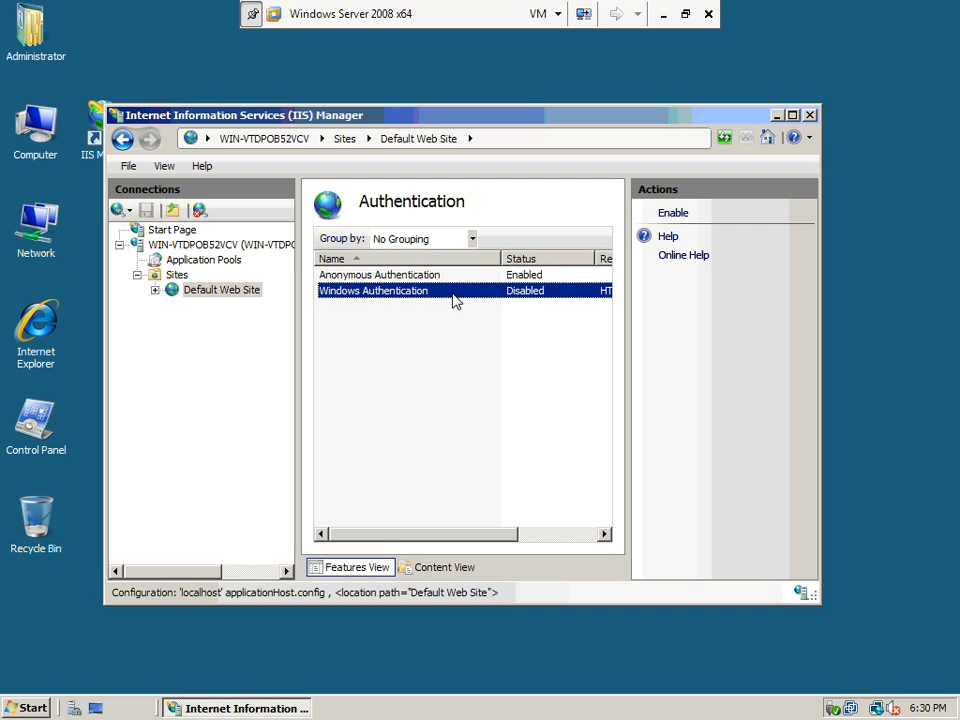 Windows Server 2008 x64
VM
Administrator
Computer
IIS M
Network
Internet
Explorer
Control Panel
Recycle Bin
Internet Information Services (IIS) Manager
WIN-VTDPOB52VCV
Sites
Default Web Site
File
View
Help
Connections
Start Page
WIN-VTDPOB52VCV (WIN-VTDPO
Application Pools
Sites
Default Web Site
Authentication
Group by:
No Grouping
Name
Status
Re
Anonymous Authentication
Enabled
Windows Authentication
Disabled
HT
Features View
Content View
Actions
Enable
Help
Online Help
Configuration: 'localhost' applicationHost.config , <location path="Default Web Site">
Start
Internet Information ...
6:30 PM